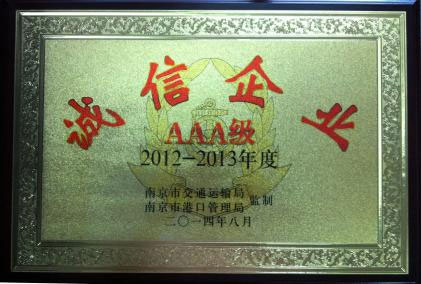 诚信企业
AAA级
2012-2013年度
南京市交通运输局
南京市港口管理局
监制
二〇一四年八月